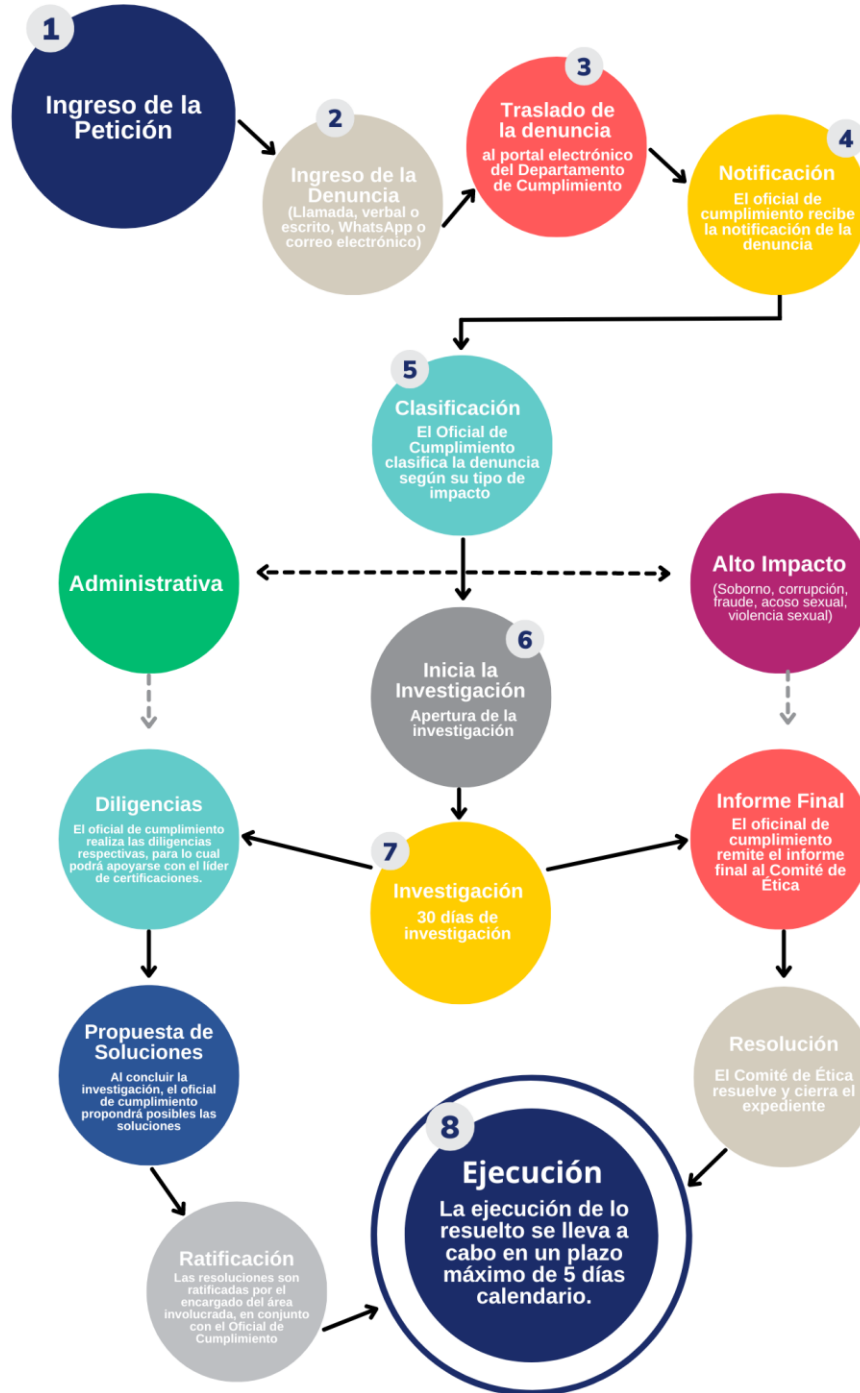 1
Ingreso de la
Petición
2
Ingreso de la
Denuncia
(Llamada, verbal o
escrito, WhatsApp o
correo electrónico)
3
Traslado de
la denuncia
al portal electrónico
del Departamento
de Cumplimiento
4
Notificación
El oficial de
cumplimiento recibe
la notificación de la
denuncia
5
Clasificación
El Oficial de
Cumplimiento
clasifica la denuncia
según su tipo de
impacto
Administrativa
Alto Impacto
(Soborno, corrupción,
fraude, acoso sexual,
violencia sexual)
6
Inicia la
Investigación
Apertura de la
investigación
Diligencias
El oficial de cumplimiento
realiza las diligencias
respectivas, para lo cual
podrá apoyarse con el líder
de certificaciones.
7
Investigación
30 días de
investigación
Informe Final
El oficinal de
cumplimiento
remite el informe
final al Comité de
Ética
Propuesta de
Soluciones
Al concluir la
investigación, el oficial
de cumplimiento
propondrá posibles las
soluciones
Resolución
El Comité de Ética
resuelve y cierra el
expediente
Ratificación
Las resoluciones son
ratificadas por el
encargado del área
involucrada, en conjunto
con el Oficial de
Cumplimiento
8
Ejecución
La ejecución de lo
resuelto se lleva a
cabo en un plazo
máximo de 5 días
calendario.